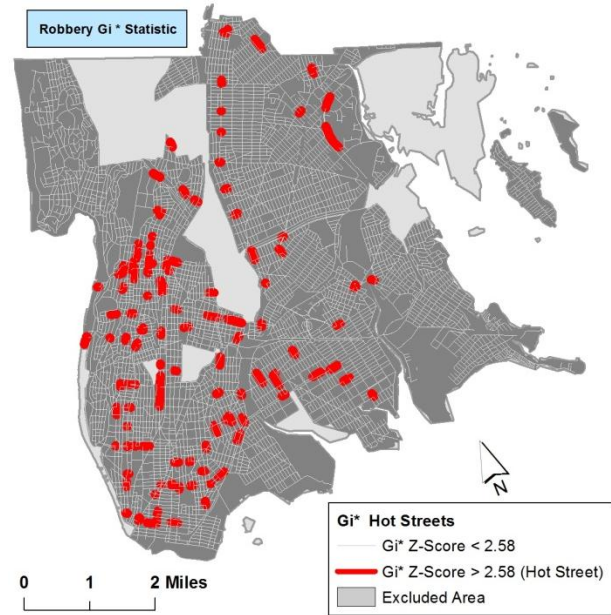 Robbery Gi * Statistic
N
Gi* Hot Streets
Gi* Z-Score < 2.58
Gi* Z-Score > 2.58 (Hot Street)
Excluded Area
0 1 2 Miles